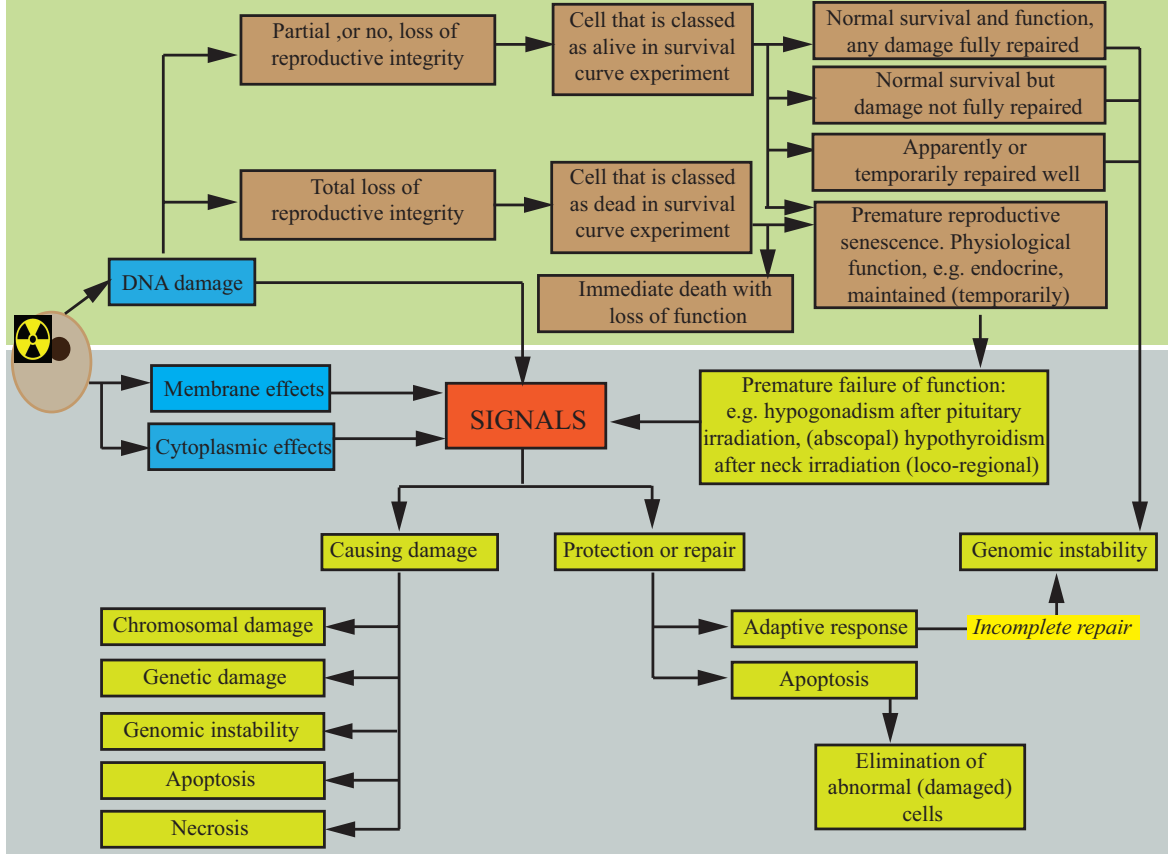 Partial ,or no, loss of
reproductive integrity
Cell that is classed
as alive in survival
curve experiment
Normal survival and function,
any damage fully repaired
Normal survival but
damage not fully repaired
Apparently or
temporarily repaired well
Total loss of
reproductive integrity
Cell that is classed
as dead in survival
curve experiment
Premature reproductive
senescence. Physiological
function, e.g. endocrine,
maintained (temporarily)
DNA damage
Immediate death with
loss of function
Membrane effects
Cytoplasmic effects
SIGNALS
Premature failure of function:
e.g. hypogonadism after pituitary
irradiation, (abscopal) hypothyroidism
after neck irradiation (loco-regional)
Causing damage
Protection or repair
Genomic instability
Chromosomal damage
Genetic damage
Genomic instability
Apoptosis
Necrosis
Adaptive response
Incomplete repair
Apoptosis
Elimination of
abnormal (damaged)
cells